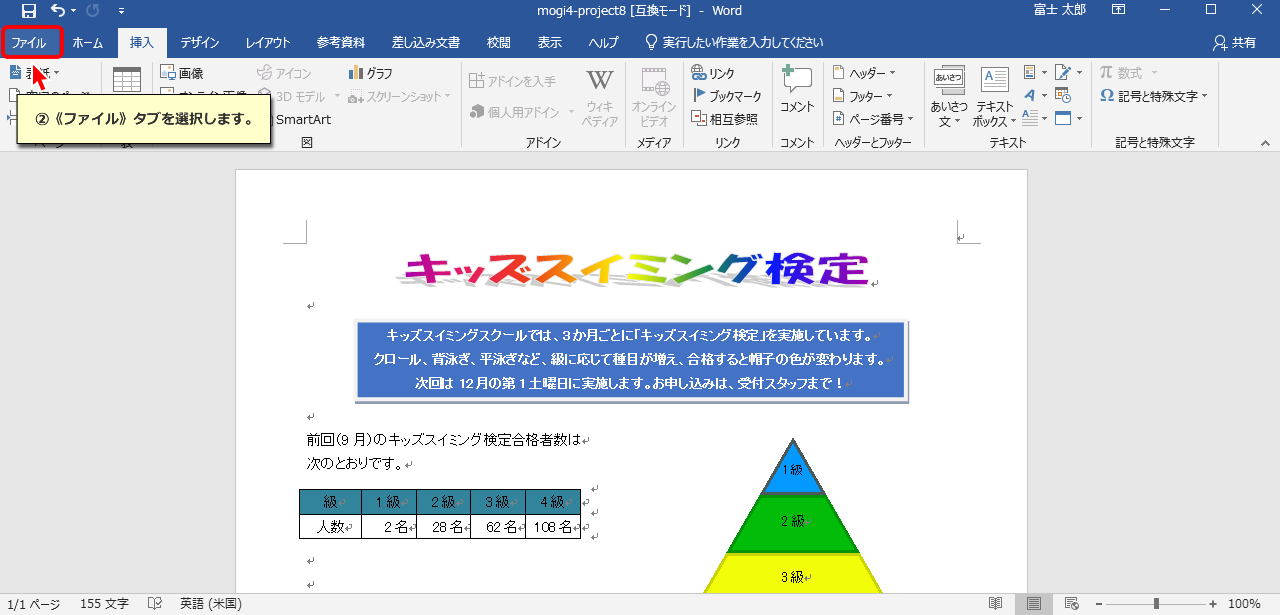 mogi4-project8 [互換モード] - Word
富士 太郎
ファイル ホーム 挿入 デザイン レイアウト 参考資料 差し込み文書 校閲 表示 ヘルプ 実行したい作業を入力してください 共有
画像 アイコン グラフ アドインを入手 リンク ヘッダー 数式
3D モデル スクリーンショット 個人用アドイン ウィキペディア オンラインビデオ ブックマーク コメント フッター あいさつ文 テキストボックス 記号と特殊文字
SmartArt 相互参照 ページ番号
図 アドイン メディア リンク コメント ヘッダーとフッター テキスト 記号と特殊文字
②《ファイル》タブを選択します。
キッズスイミング検定
キッズスイミングスクールでは、3か月ごとに「キッズスイミング検定」を実施しています。
クロール、背泳ぎ、平泳ぎなど、級に応じて種目が増え、合格すると帽子の色が変わります。
次回は 12 月の第 1 土曜日に実施します。お申し込みは、受付スタッフまで！
前回(9 月)のキッズスイミング検定合格者数は
次のとおりです。
級 1級 2級 3級 4級
人数 2名 28名 62名 108名
1級
2級
3級
1/1 ページ 155 文字 英語 (米国) 100%